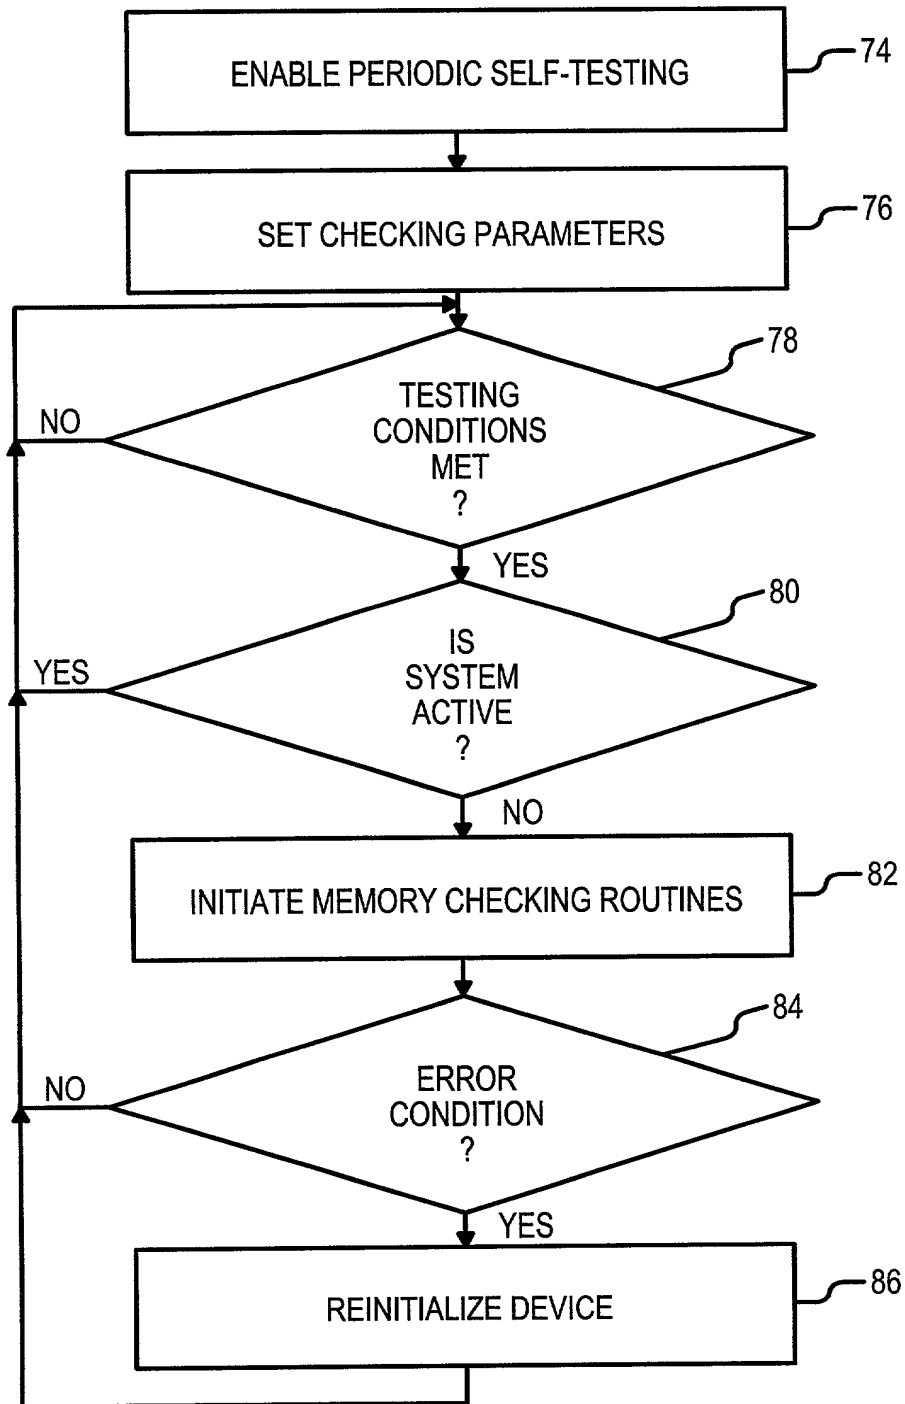 ENABLE PERIODIC SELF-TESTING
74
SET CHECKING PARAMETERS
76
78
TESTING
CONDITIONS
MET
?
NO
YES
80
IS
SYSTEM
ACTIVE
?
YES
NO
INITIATE MEMORY CHECKING ROUTINES
82
84
ERROR
CONDITION
?
NO
YES
REINITIALIZE DEVICE
86